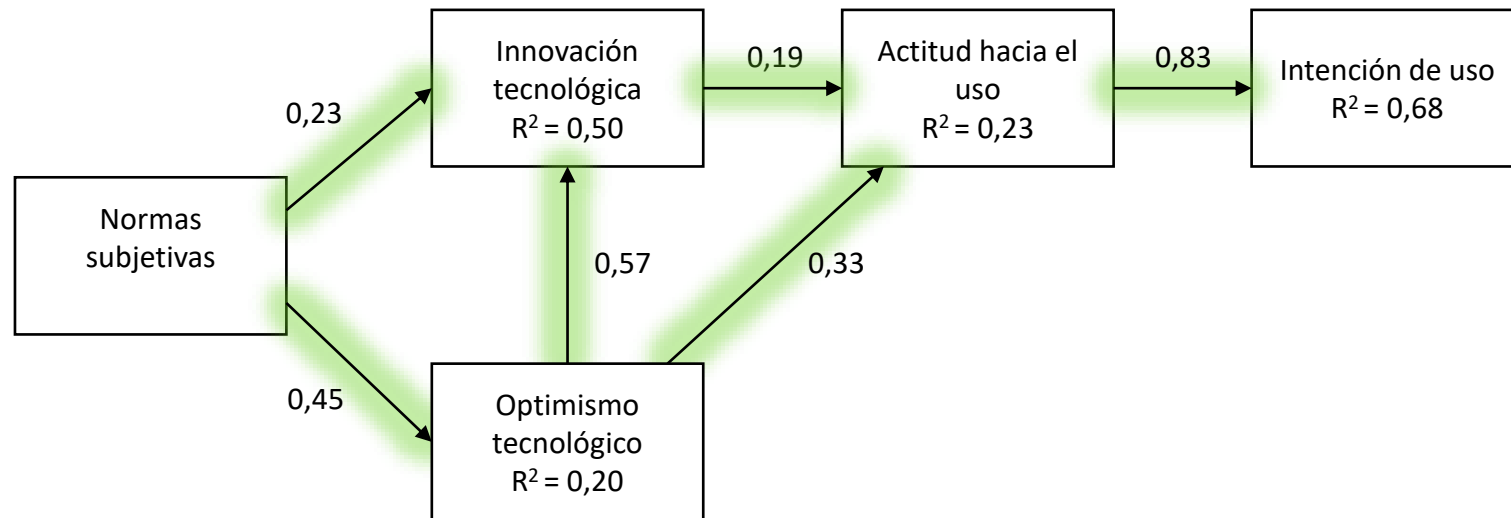 Innovación
tecnológica
R² = 0,50
0,19
Actitud hacia el
uso
R² = 0,23
0,83
Intención de uso
R² = 0,68
0,23
Normas
subjetivas
0,57
0,33
0,45
Optimismo
tecnológico
R² = 0,20